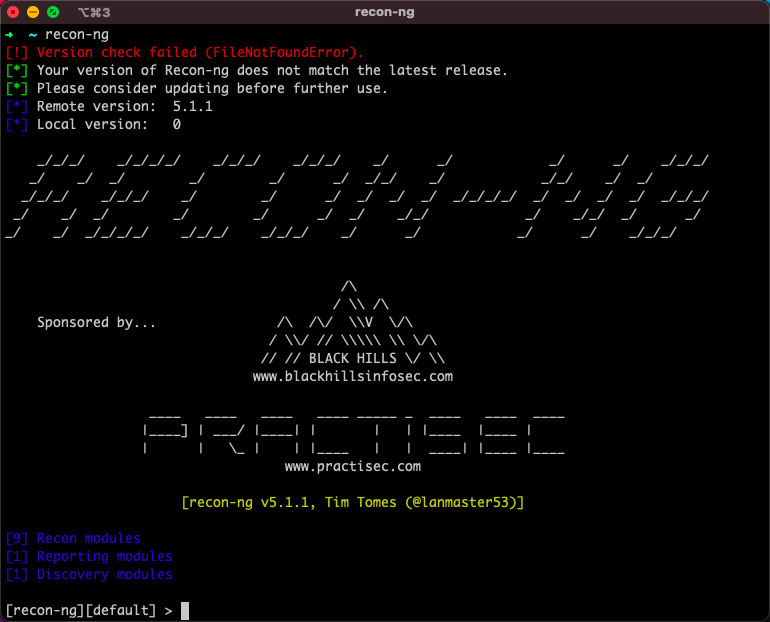 ⌥⌘3
recon-ng
➜ ~ recon-ng
[!] Version check failed (FileNotFoundError).
[*] Your version of Recon-ng does not match the latest release.
[*] Please consider updating before further use.
[*] Remote version:  5.1.1
[*] Local version:   0
RECON-NG
Sponsored by...
BLACK HILLS
www.blackhillsinfosec.com
PRACTISEC
www.practisec.com
[recon-ng v5.1.1, Tim Tomes (@lanmaster53)]
[9] Recon modules
[1] Reporting modules
[1] Discovery modules
[recon-ng][default] >